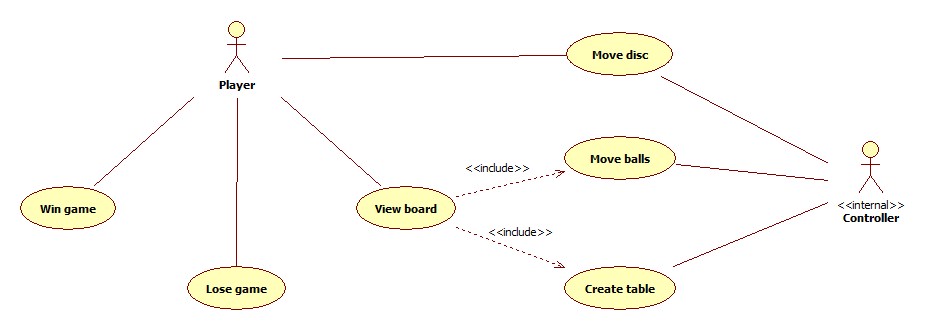 Move disc
Player
Move balls
<<include>>
Win game
View board
<<internal>>
Controller
<<include>>
Lose game
Create table